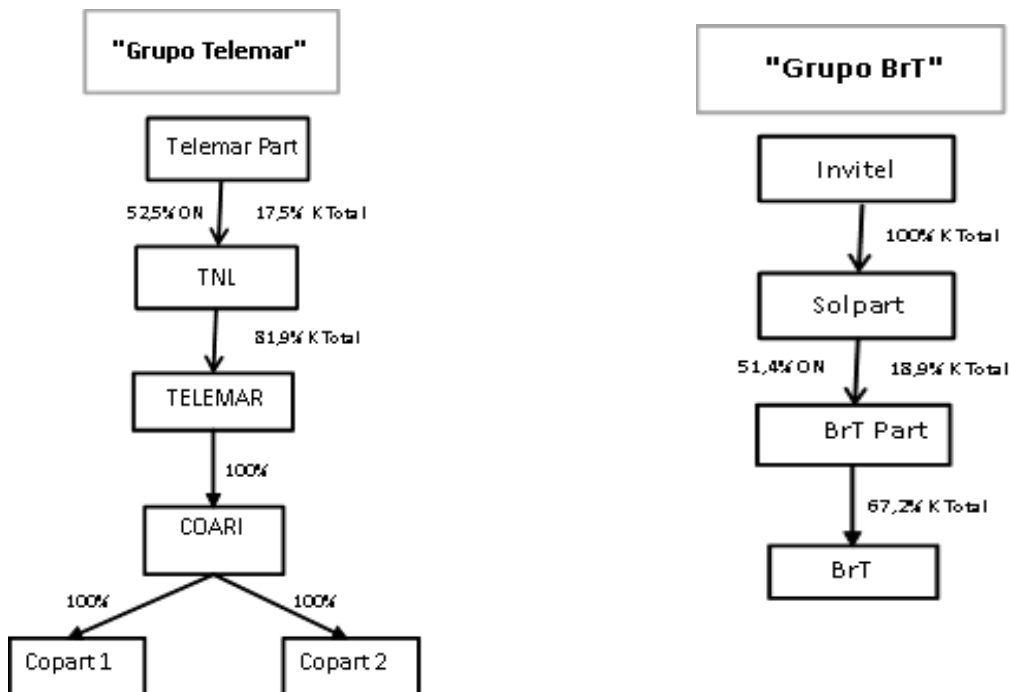 "Grupo Telemar"
Telemar Part
52,5% ON 17,5% K Total
TNL
81,9% K Total
TELEMAR
100%
COARI
100% 100%
Copart 1 Copart 2
"Grupo BrT"
Invitel
100% K Total
Solpart
51,4% ON 18,9% K Total
BrT Part
67,2% K Total
BrT